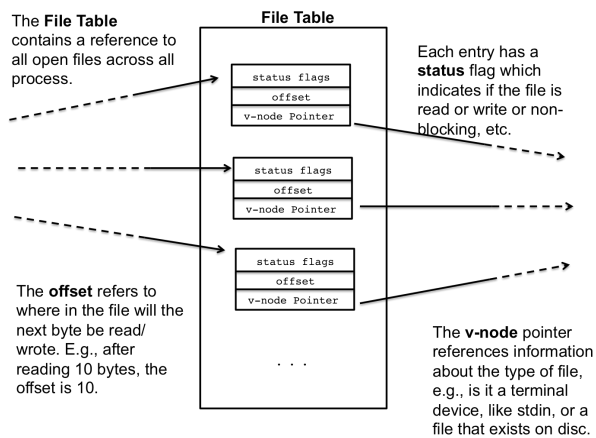 The File Table
contains a reference to
all open files across all
process.
File Table
status flags
offset
v-node Pointer
status flags
offset
v-node Pointer
status flags
offset
v-node Pointer
. . .
Each entry has a
status flag which
indicates if the file is
read or write or non-
blocking, etc.
The offset refers to
where in the file will the
next byte be read/
wrote. E.g., after
reading 10 bytes, the
offset is 10.
The v-node pointer
references information
about the type of file,
e.g., is it a terminal
device, like stdin, or a
file that exists on disc.